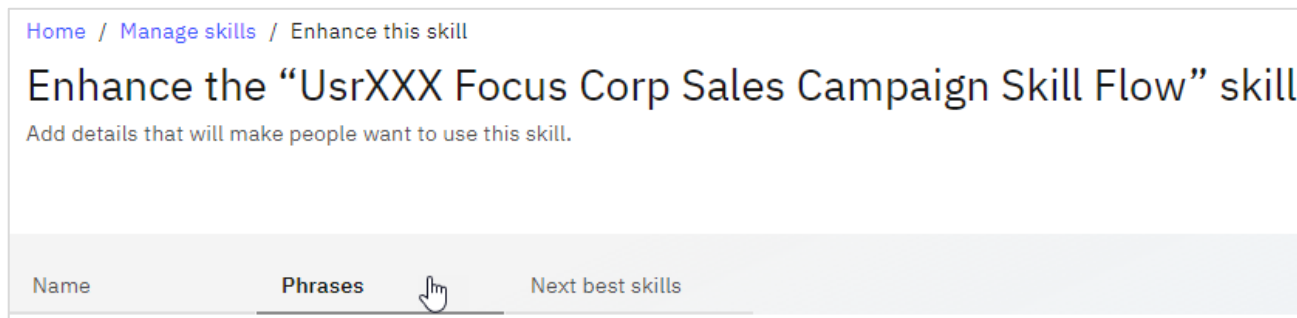 Home / Manage skills / Enhance this skill
Enhance the “UsrXXX Focus Corp Sales Campaign Skill Flow” skill
Add details that will make people want to use this skill.
Name Phrases Next best skills